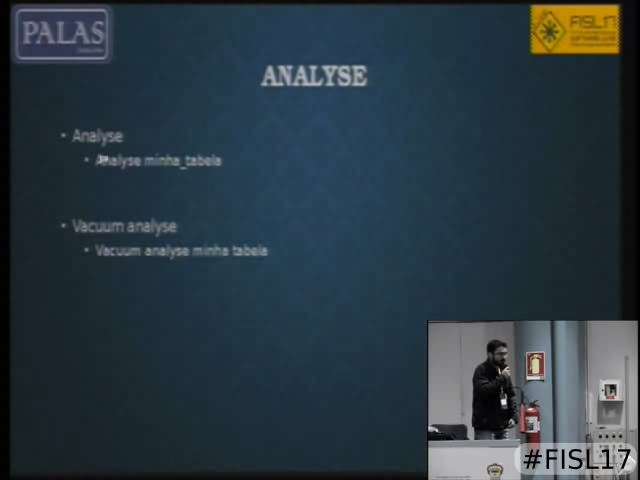 PALAS
FISL17
ANALYSE
• Analyse
• Analyse minha_tabela
• Vacuum analyse
• Vacuum analyse minha tabela
#FISL17